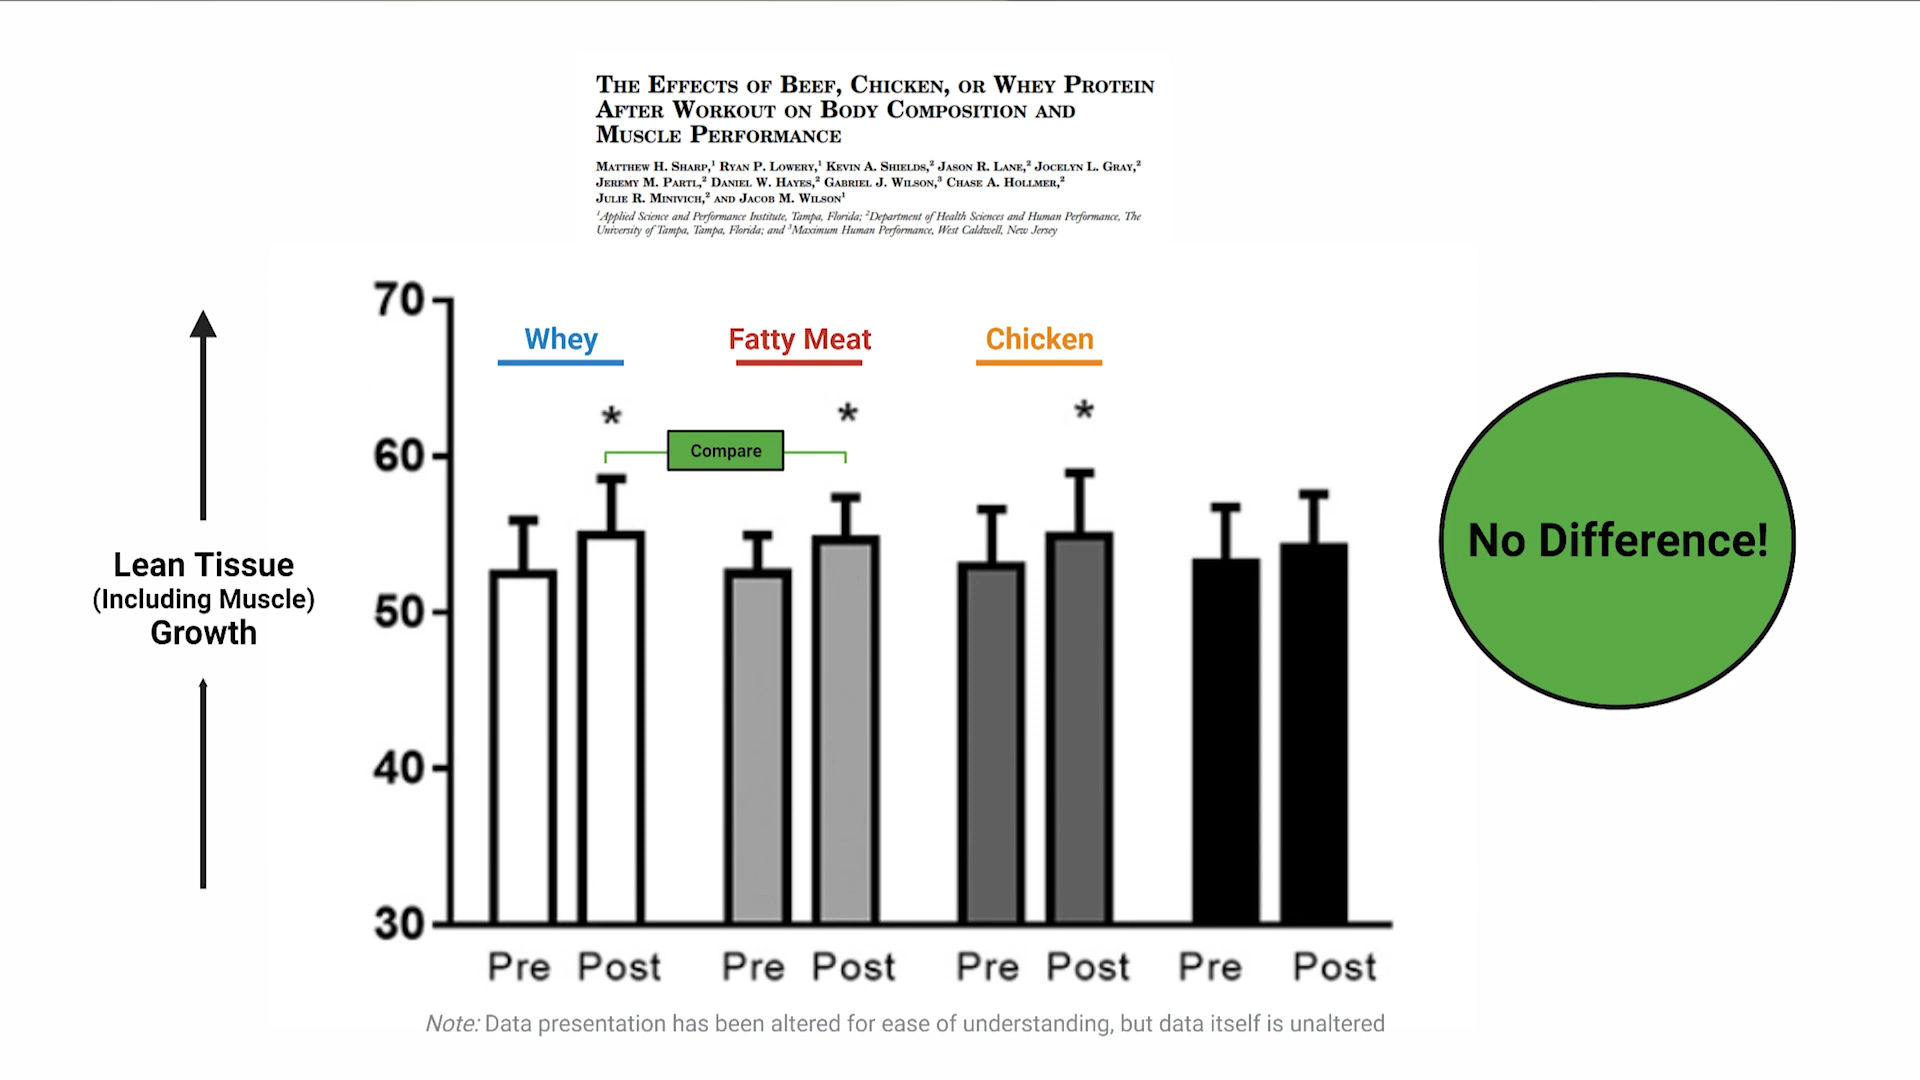 The Effects of Beef, Chicken, or Whey Protein
After Workout on Body Composition and
Muscle Performance
Matthew H. Sharp,¹ Ryan P. Lowery,¹ Kevin A. Shields,² Jason R. Lane,² Jocelyn L. Gray,²
Jeremy M. Partl,² Daniel W. Hayes,² Gabriel J. Wilson,³ Chase A. Hollmer,²
Julie R. Minivich,² and Jacob M. Wilson¹
¹Applied Science and Performance Institute, Tampa, Florida; ²Department of Health Sciences and Human Performance, The
University of Tampa, Tampa, Florida; and ³Maximum Human Performance, West Caldwell, New Jersey
70
Whey Fatty Meat Chicken
* * *
60
Compare
No Difference!
Lean Tissue
(Including Muscle)
Growth
50
40
30
Pre Post Pre Post Pre Post Pre Post
Note: Data presentation has been altered for ease of understanding, but data itself is unaltered